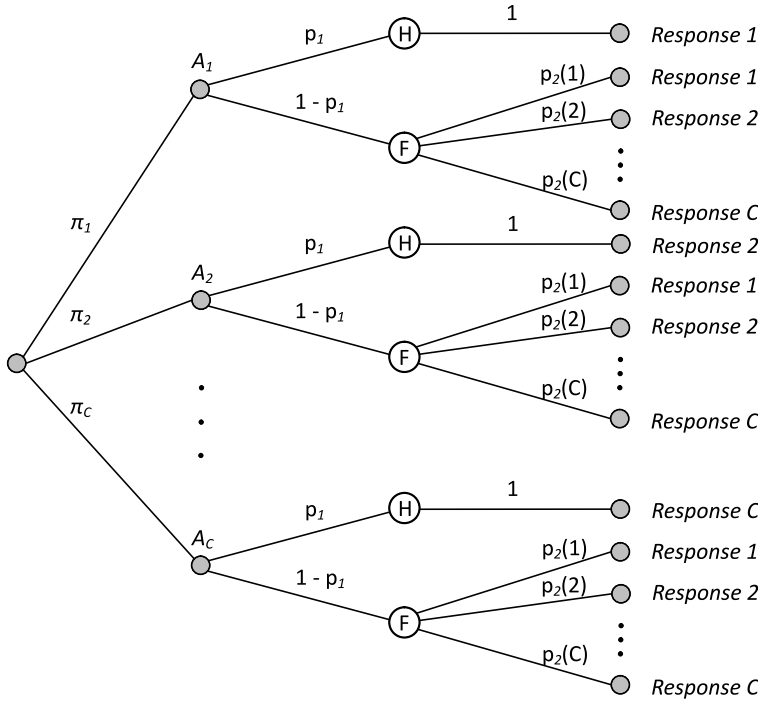 p₁ H 1 Response 1
A₁
1 - p₁ F p₂(1) Response 1
p₂(2) Response 2
p₂(C) Response C
π₁
p₁ H 1 Response 2
A₂
1 - p₁ F p₂(1) Response 1
π₂
p₂(2) Response 2
p₂(C) Response C
π_C
p₁ H 1 Response C
A_C
1 - p₁ F p₂(1) Response 1
p₂(2) Response 2
p₂(C) Response C